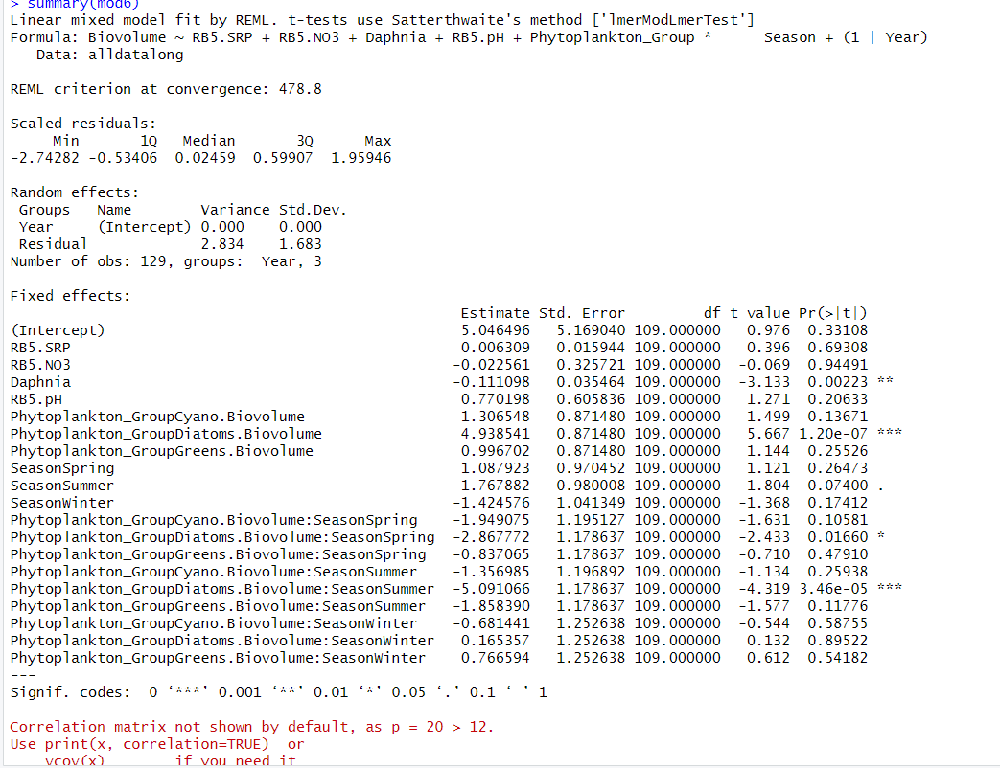 > summary(mod6)
Linear mixed model fit by REML. t-tests use Satterthwaite's method ['lmerModLmerTest']
Formula: Biovolume ~ RB5.SRP + RB5.NO3 + Daphnia + RB5.pH + Phytoplankton_Group *      Season + (1 | Year)
   Data: alldatalong

REML criterion at convergence: 478.8

Scaled residuals:
     Min       1Q   Median       3Q      Max
-2.74282 -0.53406  0.02459  0.59907  1.95946

Random effects:
 Groups   Name        Variance Std.Dev.
 Year     (Intercept) 0.000    0.000
 Residual             2.834    1.683
Number of obs: 129, groups:  Year, 3

Fixed effects:
                                                  Estimate Std. Error         df t value Pr(>|t|)
(Intercept)                                       5.046496   5.169040 109.000000   0.976  0.33108
RB5.SRP                                           0.006309   0.015944 109.000000   0.396  0.69308
RB5.NO3                                          -0.022561   0.325721 109.000000  -0.069  0.94491
Daphnia                                          -0.111098   0.035464 109.000000  -3.133  0.00223 **
RB5.pH                                            0.770198   0.605836 109.000000   1.271  0.20633
Phytoplankton_GroupCyano.Biovolume                1.306548   0.871480 109.000000   1.499  0.13671
Phytoplankton_GroupDiatoms.Biovolume              4.938541   0.871480 109.000000   5.667 1.20e-07 ***
Phytoplankton_GroupGreens.Biovolume               0.996702   0.871480 109.000000   1.144  0.25526
SeasonSpring                                      1.087923   0.970452 109.000000   1.121  0.26473
SeasonSummer                                      1.767882   0.980008 109.000000   1.804  0.07400 .
SeasonWinter                                     -1.424576   1.041349 109.000000  -1.368  0.17412
Phytoplankton_GroupCyano.Biovolume:SeasonSpring  -1.949075   1.195127 109.000000  -1.631  0.10581
Phytoplankton_GroupDiatoms.Biovolume:SeasonSpring -2.867772   1.178637 109.000000  -2.433  0.01660 *
Phytoplankton_GroupGreens.Biovolume:SeasonSpring -0.837065   1.178637 109.000000  -0.710  0.47910
Phytoplankton_GroupCyano.Biovolume:SeasonSummer  -1.356985   1.196892 109.000000  -1.134  0.25938
Phytoplankton_GroupDiatoms.Biovolume:SeasonSummer -5.091066   1.178637 109.000000  -4.319 3.46e-05 ***
Phytoplankton_GroupGreens.Biovolume:SeasonSummer -1.858390   1.178637 109.000000  -1.577  0.11776
Phytoplankton_GroupCyano.Biovolume:SeasonWinter  -0.681441   1.252638 109.000000  -0.544  0.58755
Phytoplankton_GroupDiatoms.Biovolume:SeasonWinter  0.165357   1.252638 109.000000   0.132  0.89522
Phytoplankton_GroupGreens.Biovolume:SeasonWinter  0.766594   1.252638 109.000000   0.612  0.54182
---
Signif. codes:  0 ‘***’ 0.001 ‘**’ 0.01 ‘*’ 0.05 ‘.’ 0.1 ‘ ’ 1

Correlation matrix not shown by default, as p = 20 > 12.
Use print(x, correlation=TRUE)  or
    vcov(x)        if you need it